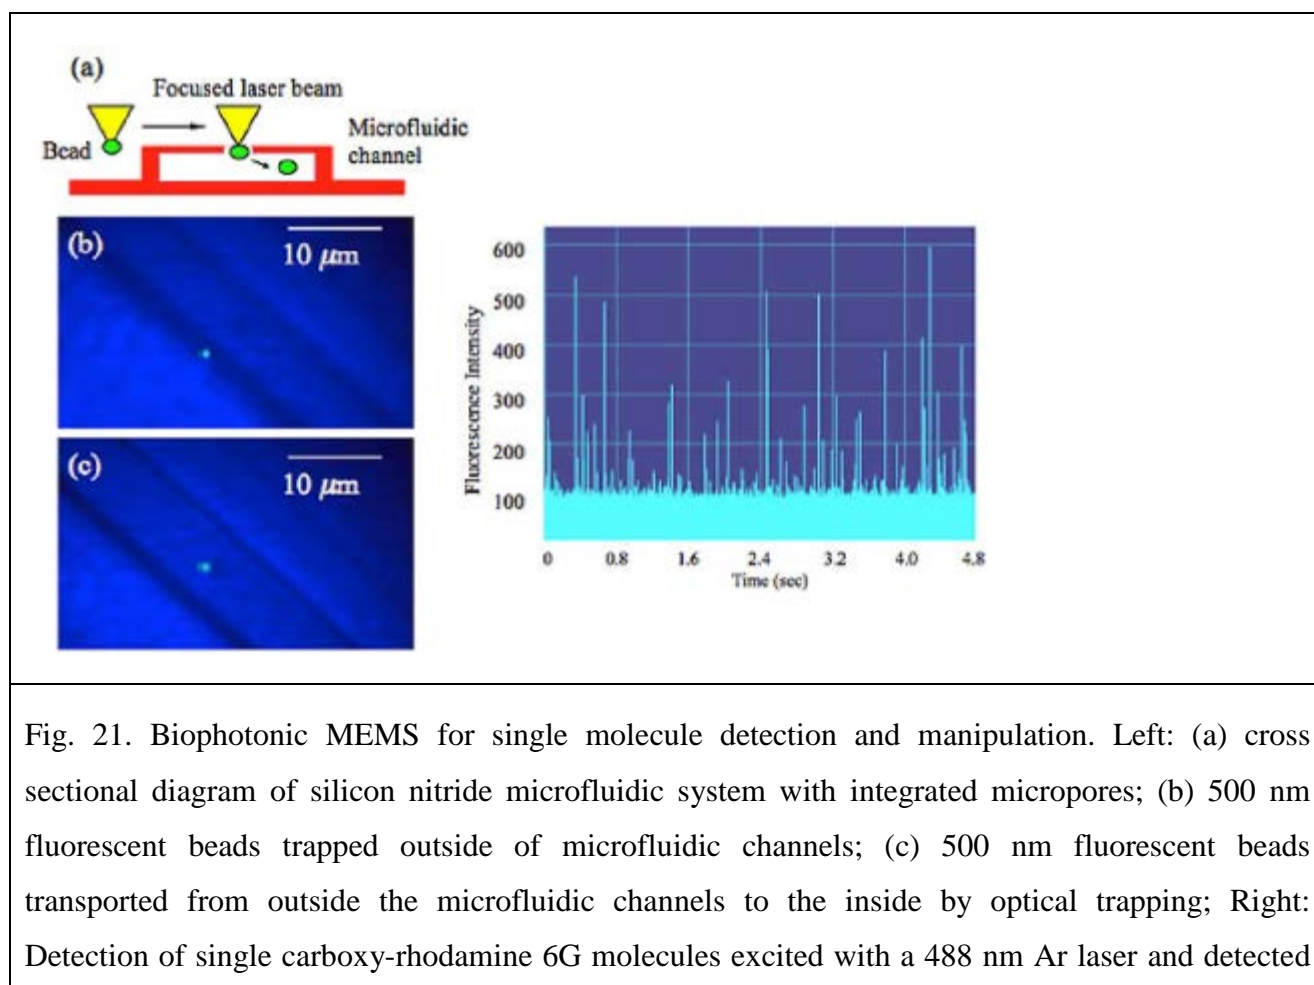 (a)
Focused laser beam
Bead
Microfluidic
channel
(b)
10 μm
(c)
10 μm
Fluorescence Intensity
600
500
400
300
200
100
0 0.8 1.6 2.4 3.2 4.0 4.8
Time (sec)
Fig. 21. Biophotonic MEMS for single molecule detection and manipulation. Left: (a) cross
sectional diagram of silicon nitride microfluidic system with integrated micropores; (b) 500 nm
fluorescent beads trapped outside of microfluidic channels; (c) 500 nm fluorescent beads
transported from outside the microfluidic channels to the inside by optical trapping; Right:
Detection of single carboxy-rhodamine 6G molecules excited with a 488 nm Ar laser and detected